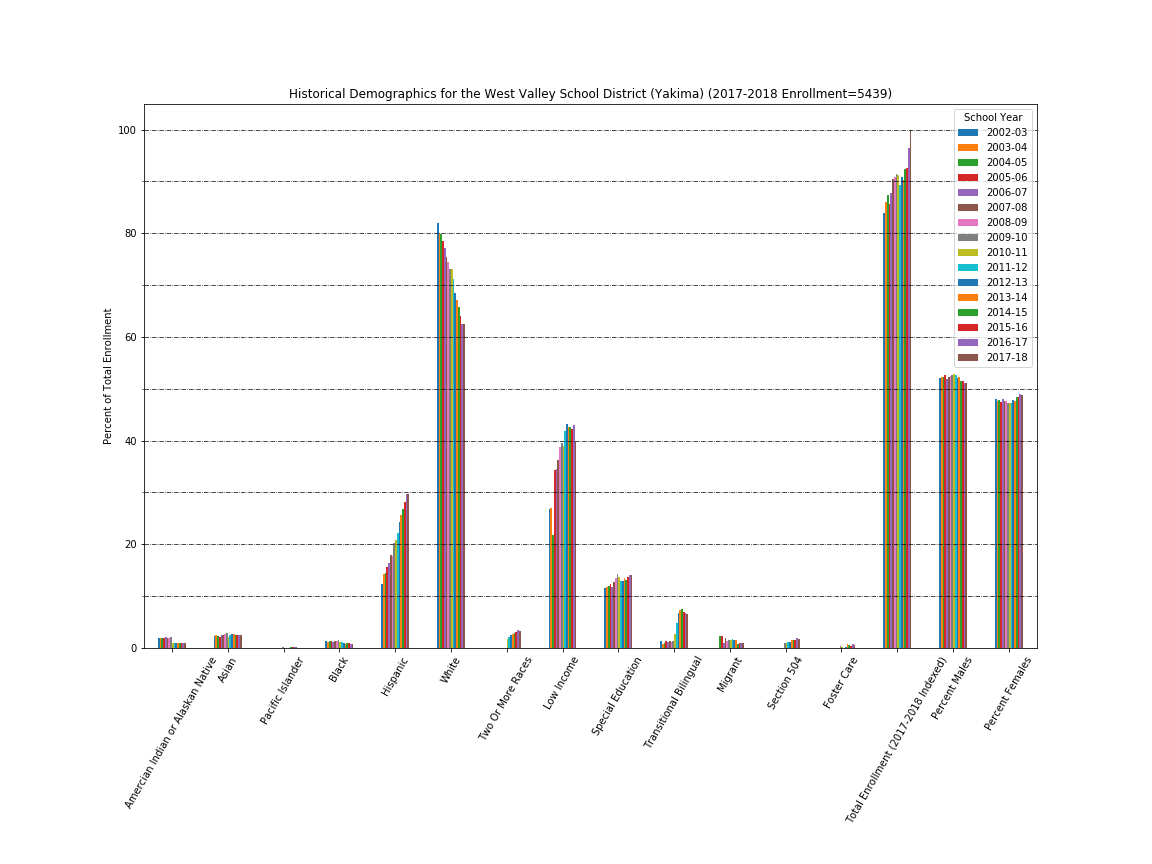 Historical Demographics for the West Valley School District (Yakima) (2017-2018 Enrollment=5439)
School Year
2002-03
2003-04
2004-05
2005-06
2006-07
2007-08
2008-09
2009-10
2010-11
2011-12
2012-13
2013-14
2014-15
2015-16
2016-17
2017-18
Percent of Total Enrollment
100
80
60
40
20
0
Amercian Indian or Alaskan Native
Asian
Pacific Islander
Black
Hispanic
White
Two Or More Races
Low Income
Special Education
Transitional Bilingual
Migrant
Section 504
Foster Care
Total Enrollment (2017-2018 Indexed)
Percent Males
Percent Females